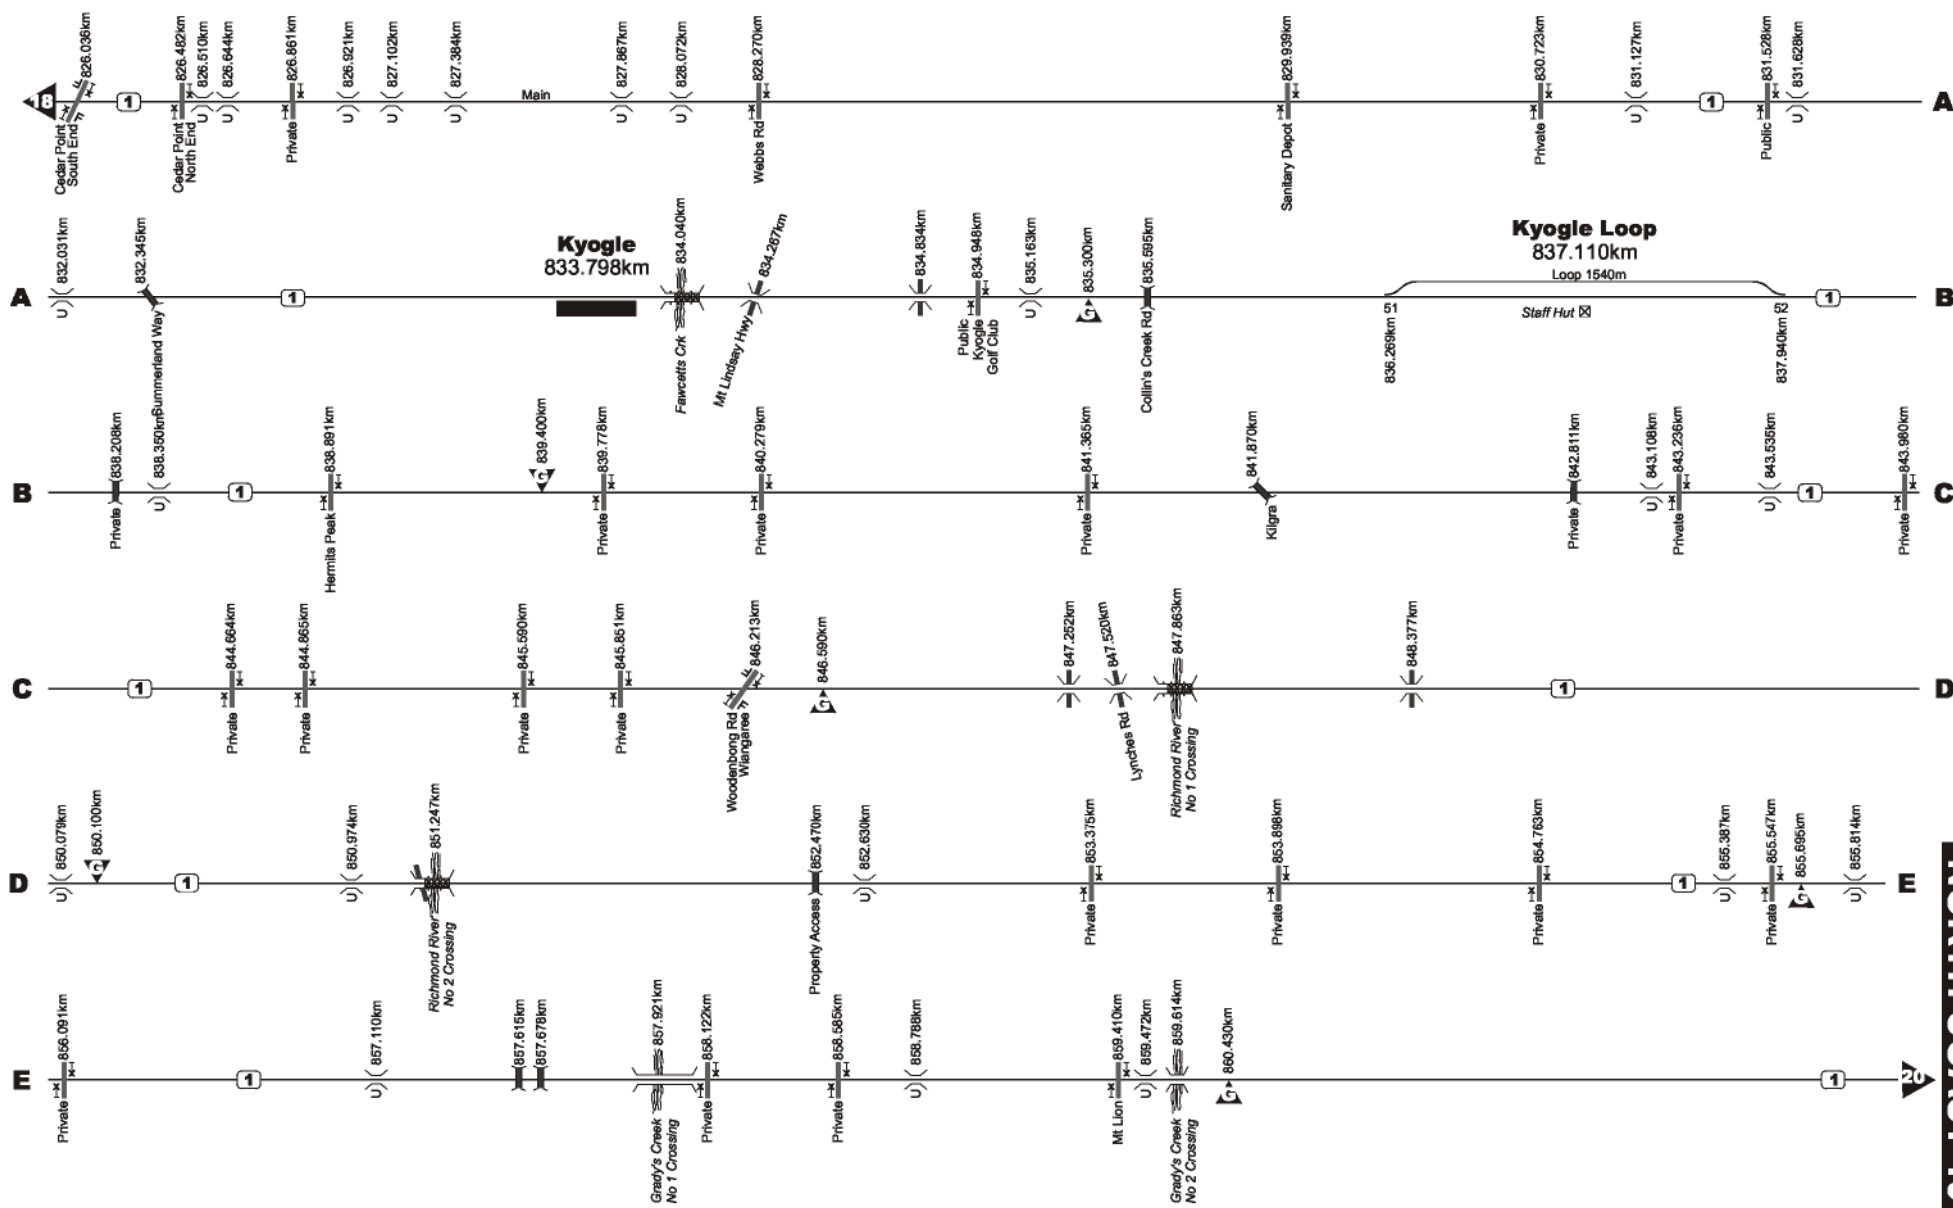 18
826.036km
F
F
Cedar Point
South End
1
826.482km
Cedar Point
North End
826.510km
U
826.644km
U
826.861km
Private
826.921km
U
827.102km
U
827.384km
U
Main
827.867km
U
828.072km
U
828.270km
Webbs Rd
829.939km
Sanitary Depot
830.723km
Private
831.127km
U
1
831.528km
Public
831.628km
U
A
A
832.031km
U
832.345km
Summerland Way
1
Kyogle
833.798km
834.040km
Fawcetts Crk
834.267km
Mt Lindsay Hwy
834.834km
834.948km
Public
Kyogle
Golf Club
835.163km
U
835.300km
G
835.595km
Collin's Creek Rd
Kyogle Loop
837.110km
Loop 1540m
51
Staff Hut
52
836.269km
837.940km
1
B
B
838.208km
Private
838.350km
U
1
838.891km
Hermits Peak
839.400km
G
839.778km
Private
840.279km
Private
841.365km
Private
841.870km
Kilgra
842.811km
Private
843.108km
U
843.236km
Private
843.535km
U
1
843.980km
Private
C
C
1
844.664km
Private
844.865km
Private
845.590km
Private
845.851km
Private
846.213km
F
F
Woodenbong Rd
Wiangaree
846.590km
G
847.252km
847.520km
Lynches Rd
847.863km
Richmond River
No 1 Crossing
848.377km
1
D
D
850.079km
U
850.100km
G
1
850.974km
U
851.247km
Richmond River
No 2 Crossing
852.470km
Property Access
852.630km
U
853.375km
Private
853.898km
Private
854.763km
Private
1
855.387km
U
855.547km
Private
855.695km
G
855.814km
U
E
E
856.091km
Private
1
857.110km
U
857.615km
857.678km
857.921km
Grady's Creek
No 1 Crossing
858.122km
Private
858.585km
Private
858.788km
U
859.410km
Mt Lion
859.472km
U
859.614km
Grady's Creek
No 2 Crossing
860.430km
G
1
20